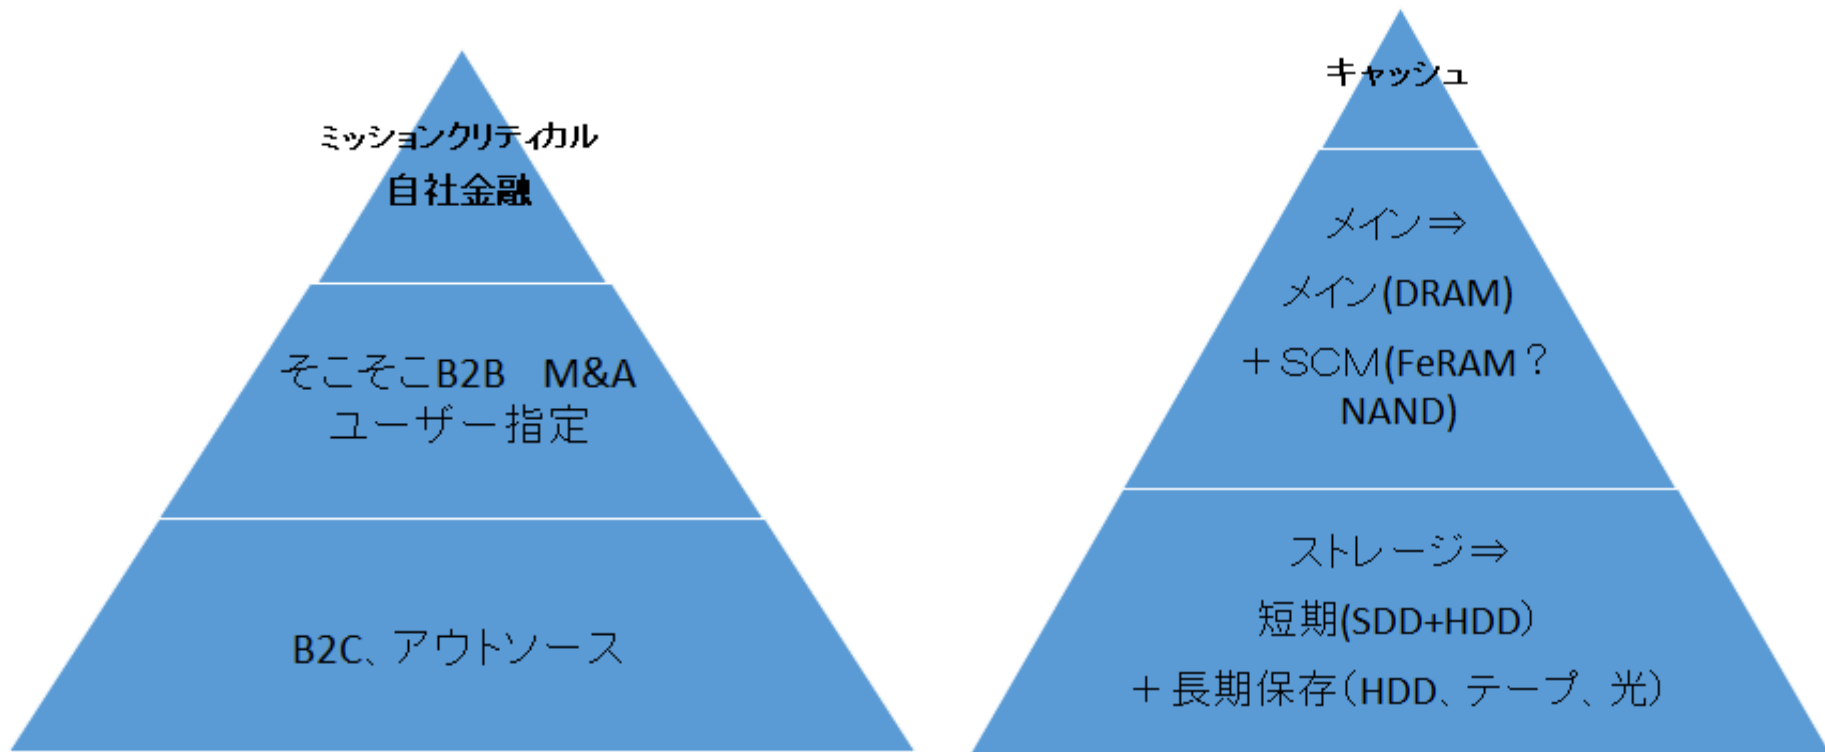 ミッションクリティカル
自社金融
そこそこB2B　M&A
ユーザー指定
B2C、アウトソース
キャッシュ
メイン⇒
メイン(DRAM)
＋SCM(FeRAM？
NAND)
ストレージ⇒
短期(SDD+HDD）
＋長期保存（HDD、テープ、光）